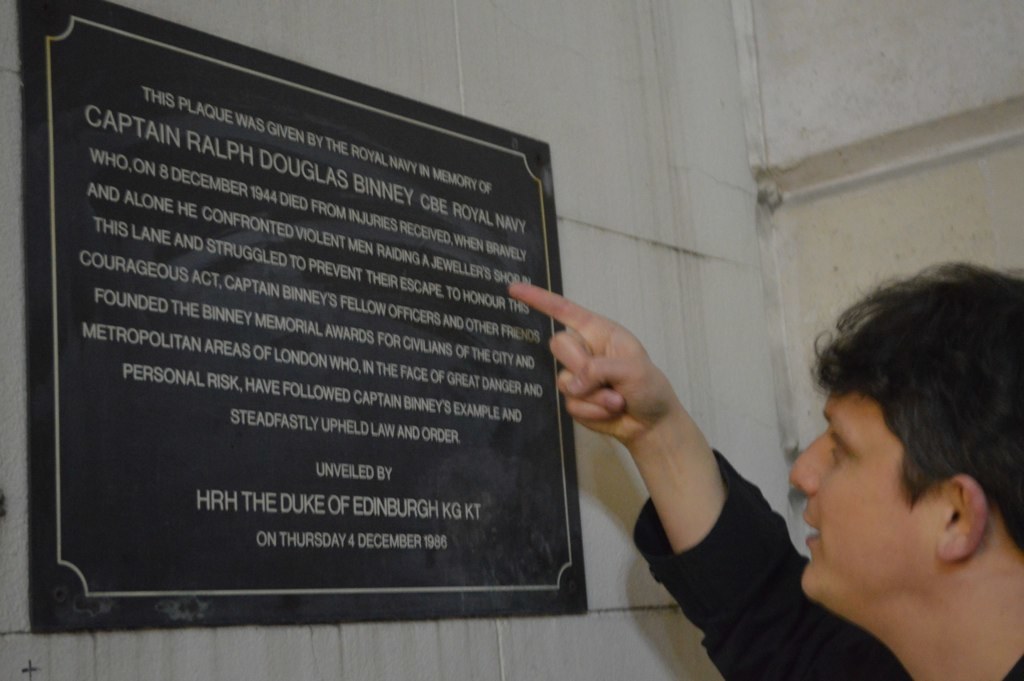 THIS PLAQUE WAS GIVEN BY THE ROYAL NAVY IN MEMORY OF
CAPTAIN RALPH DOUGLAS BINNEY CBE ROYAL NAVY
WHO, ON 8 DECEMBER 1944 DIED FROM INJURIES RECEIVED, WHEN BRAVELY
AND ALONE HE CONFRONTED VIOLENT MEN RAIDING A JEWELLER'S SHOP IN
THIS LANE AND STRUGGLED TO PREVENT THEIR ESCAPE. TO HONOUR THIS
COURAGEOUS ACT, CAPTAIN BINNEY'S FELLOW OFFICERS AND OTHER FRIENDS
FOUNDED THE BINNEY MEMORIAL AWARDS FOR CIVILIANS OF THE CITY AND
METROPOLITAN AREAS OF LONDON WHO, IN THE FACE OF GREAT DANGER AND
PERSONAL RISK, HAVE FOLLOWED CAPTAIN BINNEY'S EXAMPLE AND
STEADFASTLY UPHELD LAW AND ORDER.
UNVEILED BY
HRH THE DUKE OF EDINBURGH KG KT
ON THURSDAY 4 DECEMBER 1986